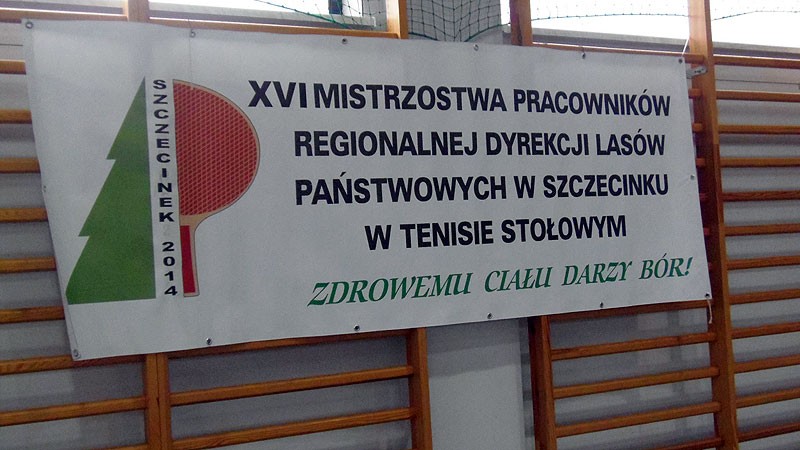 SZCZECINEK 2014
XVI MISTRZOSTWA PRACOWNIKÓW
REGIONALNEJ DYREKCJI LASÓW
PAŃSTWOWYCH W SZCZECINKU
W TENISIE STOŁOWYM
ZDROWEMU CIAŁU DARZY BÓR!